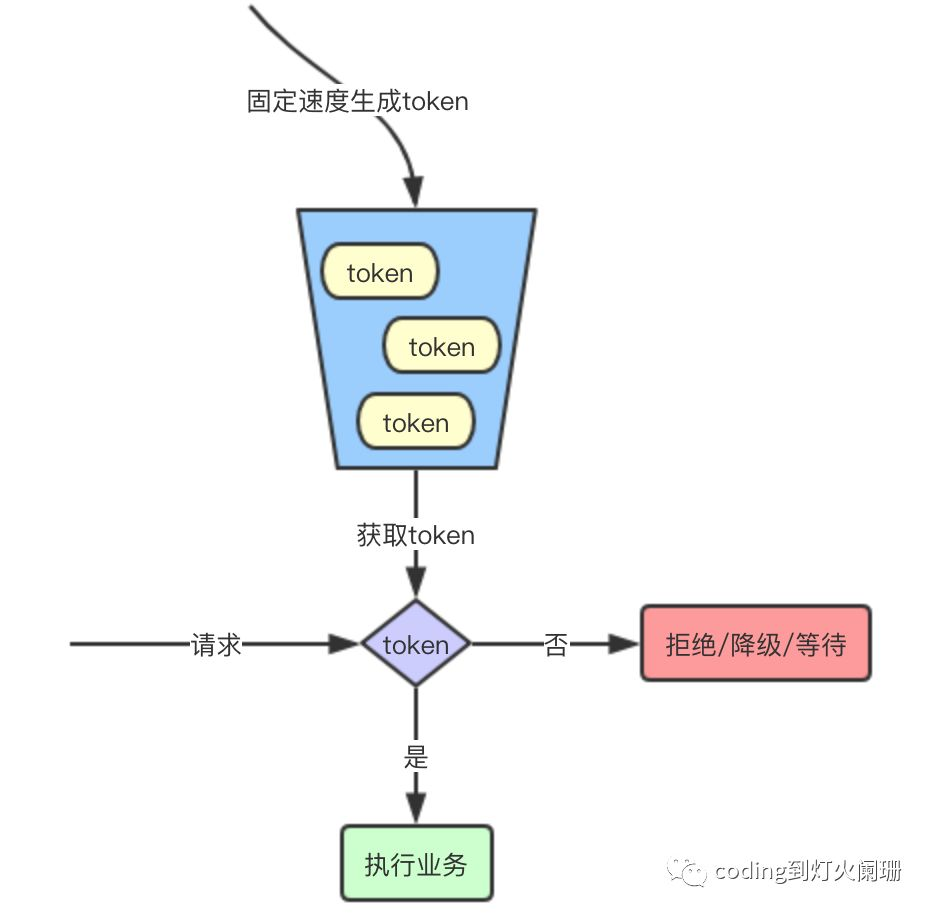 固定速度生成token
token
token
token
获取token
请求
token
否
拒绝/降级/等待
是
执行业务
coding到灯火阑珊